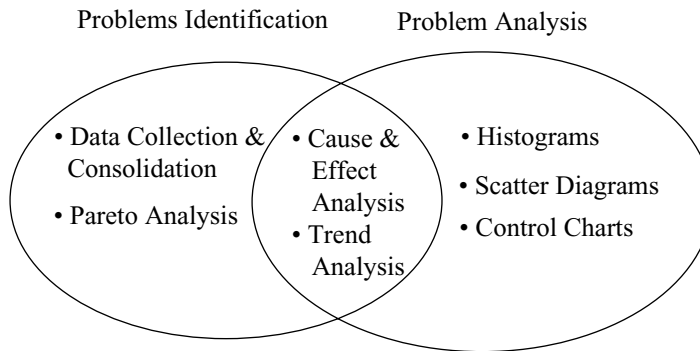 Problems Identification
Problem Analysis
• Data Collection &
Consolidation
• Pareto Analysis
• Cause &
Effect
Analysis
• Trend
Analysis
• Histograms
• Scatter Diagrams
• Control Charts